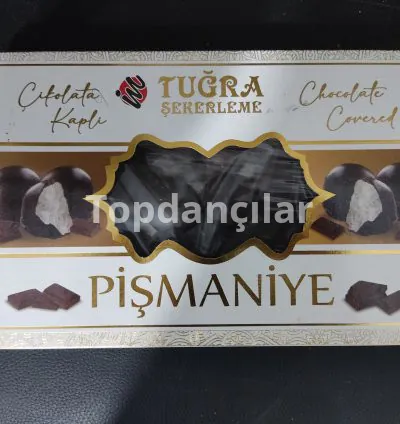 Çikolata
Kaplı
TUĞRA
ŞEKERLEME
Chocolate
Covered
Topdançılar
PİŞMANİYE